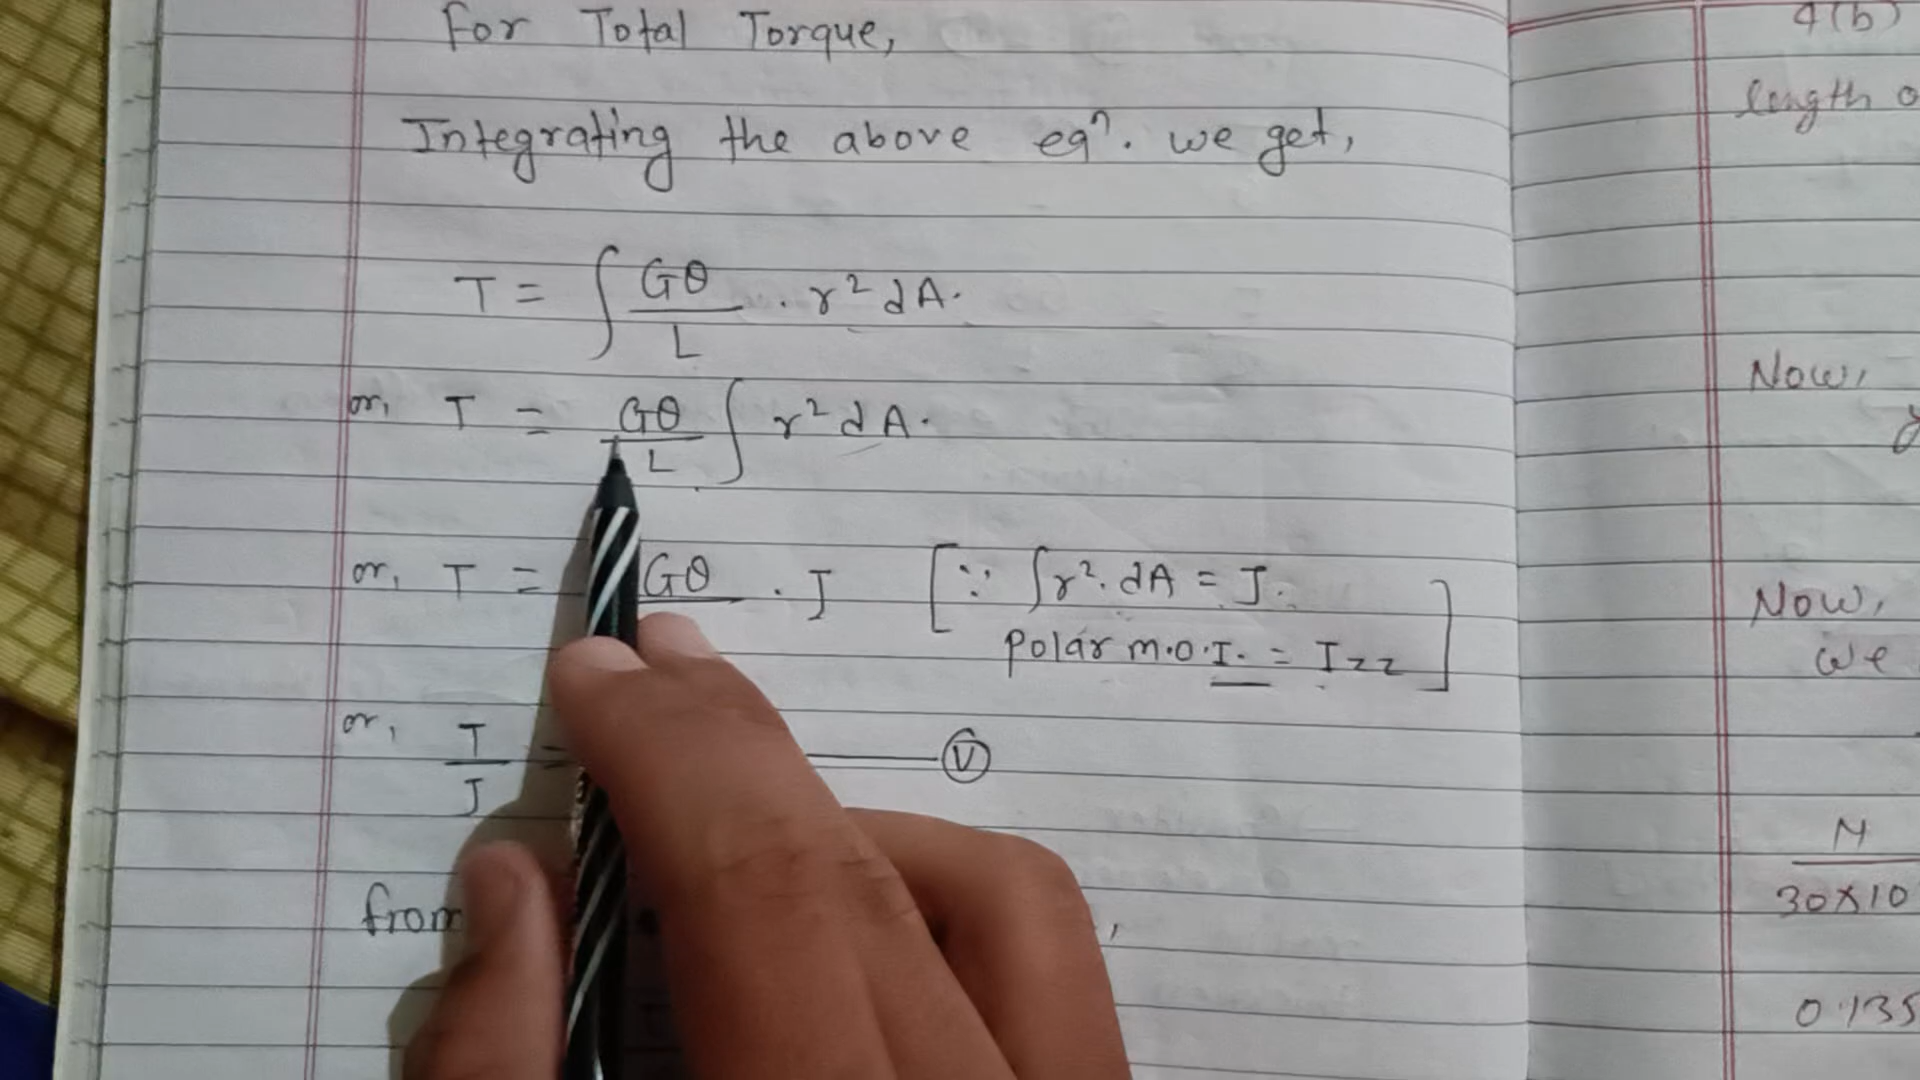 For Total Torque,
Integrating the above eqⁿ. we get,
T = ∫ GΘ/L . r² dA.
or, T = GΘ/L ∫ r² dA.
or, T = GΘ . J [∵ ∫r². dA = J.
Polar m.o.I. = Izz]
or, T/J = —— Ⓥ
from ,
4(b)
length
Now,
Now,
we
M
30×10
0.135